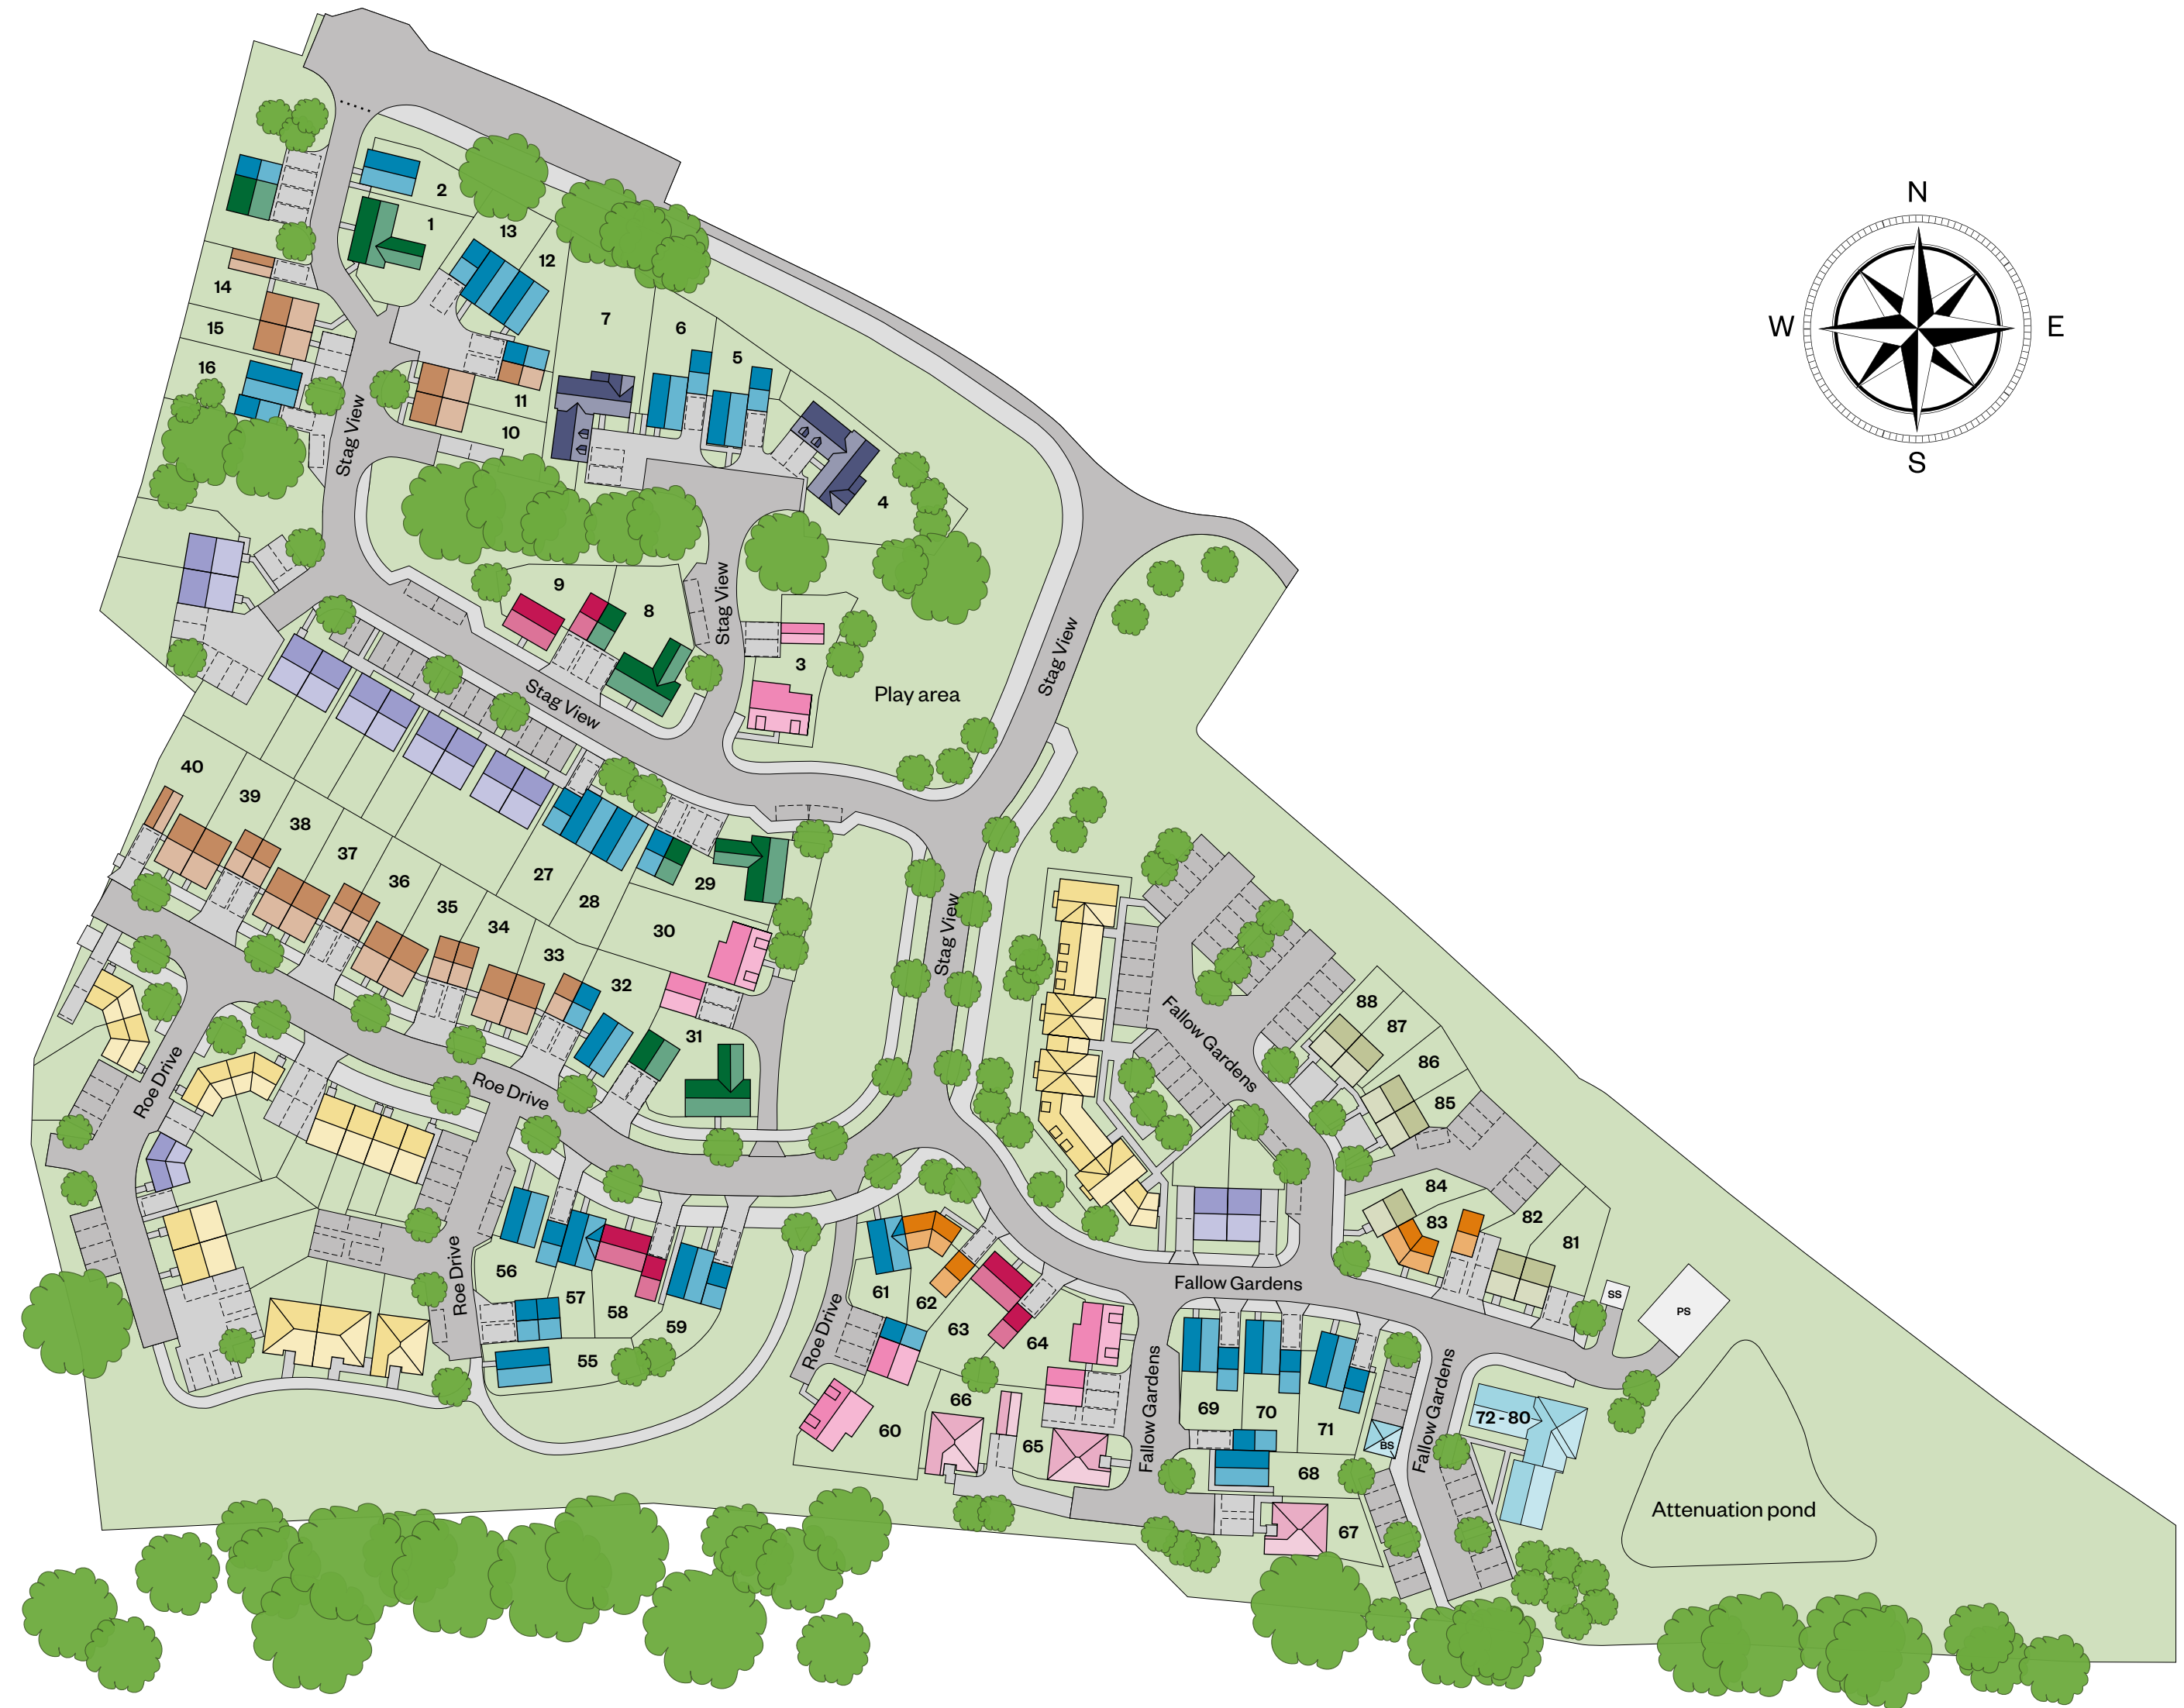 N
W
E
S
2
1
13
12
14
7
15
6
5
16
11
10
Stag View
4
9
8
Stag View
3
Play area
Stag View
Stag View
40
39
38
37
27
36
29
28
35
34
30
Stag View
33
32
31
88
87
Fallow Gardens
86
85
Roe Drive
Roe Drive
84
82
83
81
Roe Drive
56
57
58
59
55
61
62
63
64
Roe Drive
Fallow Gardens
SS
PS
66
60
65
Fallow Gardens
69
70
71
BS
72 - 80
Fallow Gardens
68
67
Attenuation pond